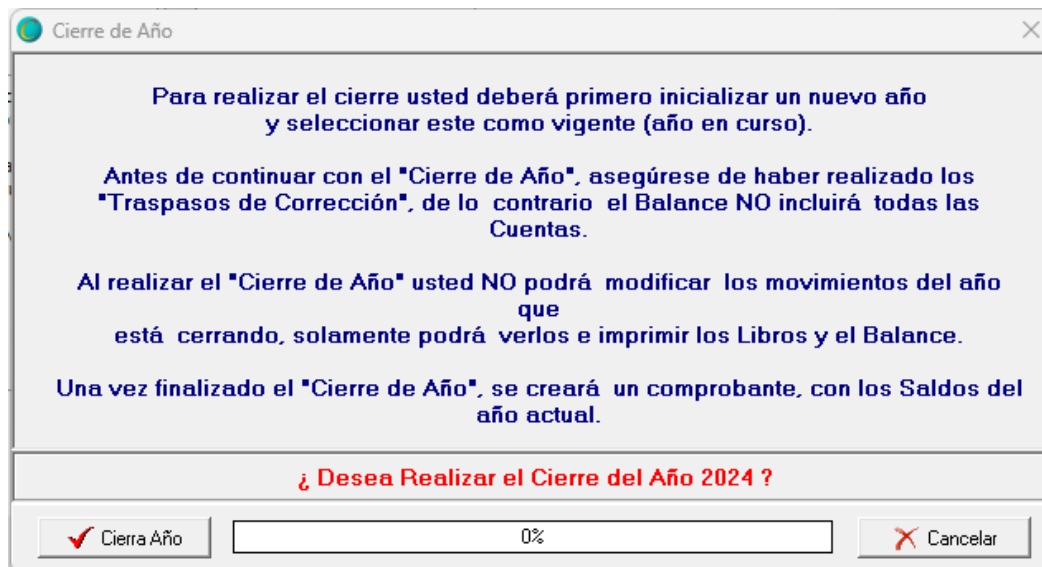 Cierre de Año
Para realizar el cierre usted deberá primero inicializar un nuevo año
y seleccionar este como vigente (año en curso).
Antes de continuar con el "Cierre de Año", asegúrese de haber realizado los
"Traspasos de Corrección", de lo contrario el Balance NO incluirá todas las
Cuentas.
Al realizar el "Cierre de Año" usted NO podrá modificar los movimientos del año
que
está cerrando, solamente podrá verlos e imprimir los Libros y el Balance.
Una vez finalizado el "Cierre de Año", se creará un comprobante, con los Saldos del
año actual.
¿ Desea Realizar el Cierre del Año 2024 ?
Cierra Año 0% Cancelar